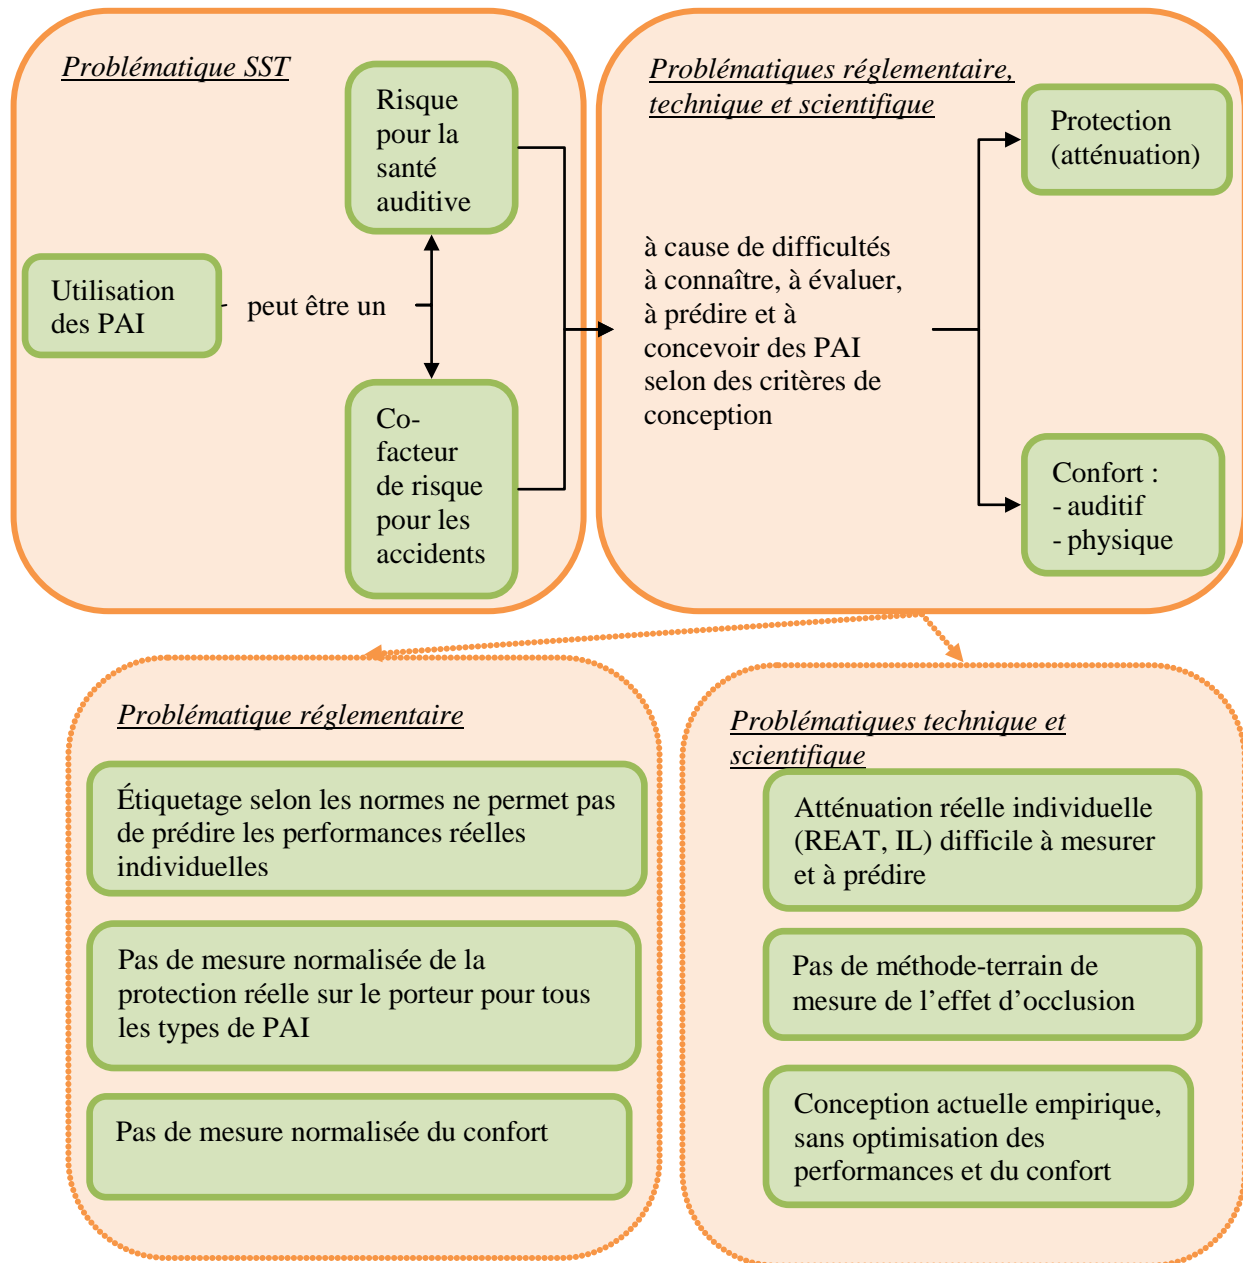 Problématique SST
Utilisation
des PAI
peut être un
Risque
pour la
santé
auditive
Co-
facteur
de risque
pour les
accidents
Problématiques réglementaire,
technique et scientifique
à cause de difficultés
à connaître, à évaluer,
à prédire et à
concevoir des PAI
selon des critères de
conception
Protection
(atténuation)
Confort :
- auditif
- physique
Problématique réglementaire
Étiquetage selon les normes ne permet pas
de prédire les performances réelles
individuelles
Pas de mesure normalisée de la
protection réelle sur le porteur pour tous
les types de PAI
Pas de mesure normalisée du confort
Problématiques technique et
scientifique
Atténuation réelle individuelle
(REAT, IL) difficile à mesurer
et à prédire
Pas de méthode-terrain de
mesure de l’effet d’occlusion
Conception actuelle empirique,
sans optimisation des
performances et du confort